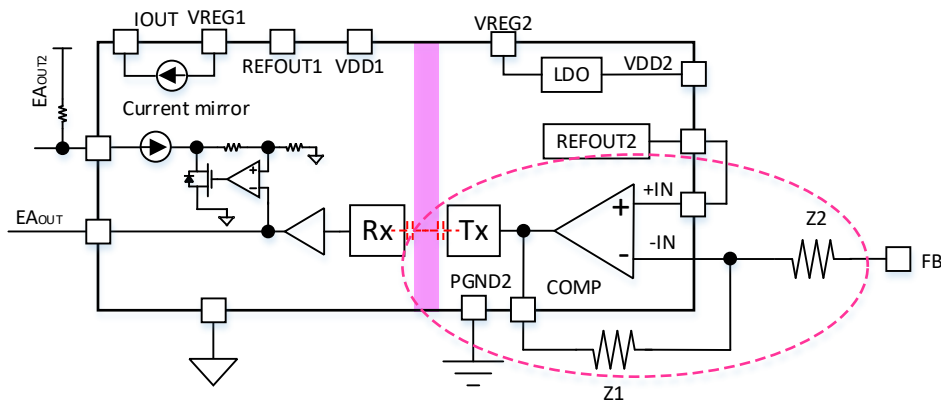 IOUT VREG1
REFOUT1
VDD1
VREG2
LDO
VDD2
EAOUT2
Current mirror
REFOUT2
+IN
-IN
+
-
+
-
Z2
FB
EAOUT
Rx
Tx
PGND2
COMP
Z1